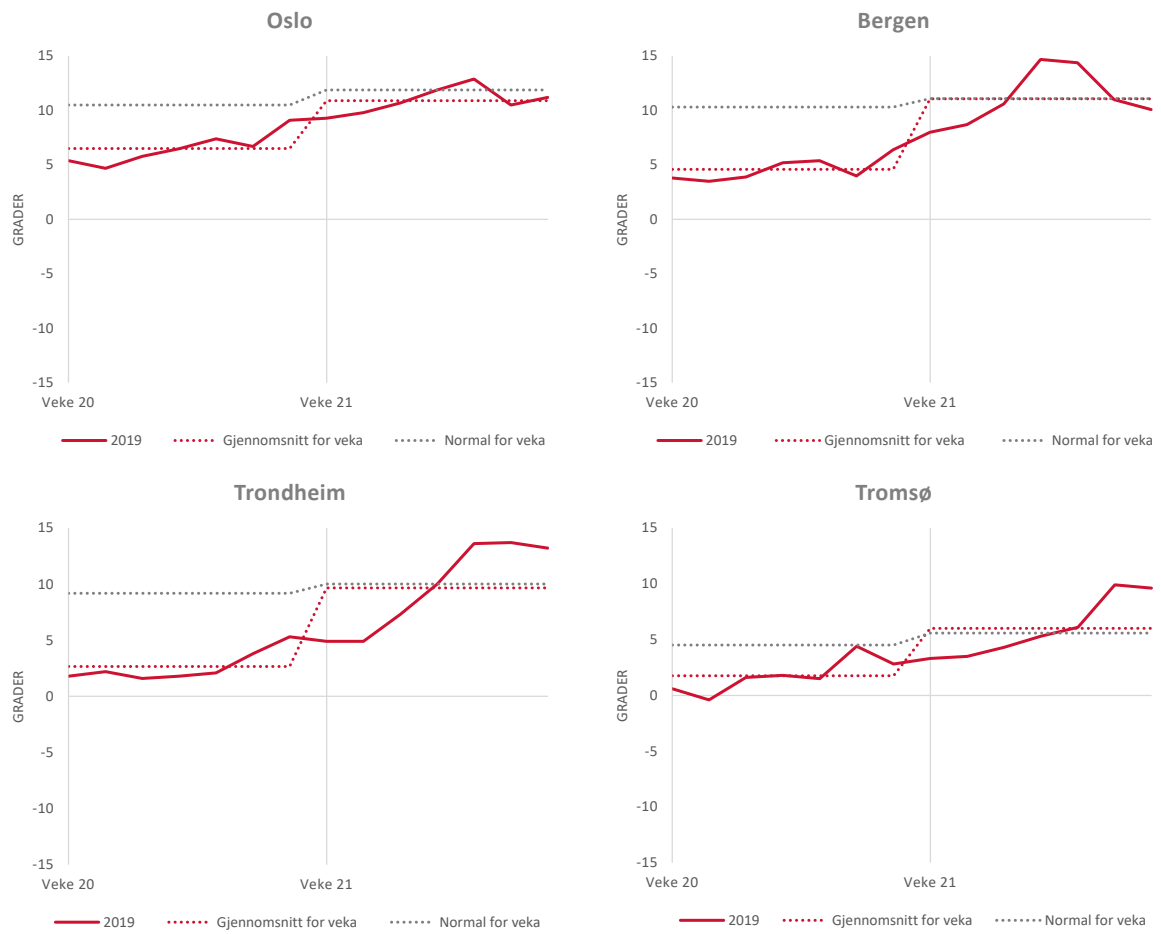 Oslo
15
10
5
0
-5
-10
-15
GRADER
Veke 20
Veke 21
2019
Gjennomsnitt for veka
Normal for veka
Bergen
15
10
5
0
-5
-10
-15
GRADER
Veke 20
Veke 21
2019
Gjennomsnitt for veka
Normal for veka
Trondheim
15
10
5
0
-5
-10
-15
GRADER
Veke 20
Veke 21
2019
Gjennomsnitt for veka
Normal for veka
Tromsø
15
10
5
0
-5
-10
-15
GRADER
Veke 20
Veke 21
2019
Gjennomsnitt for veka
Normal for veka